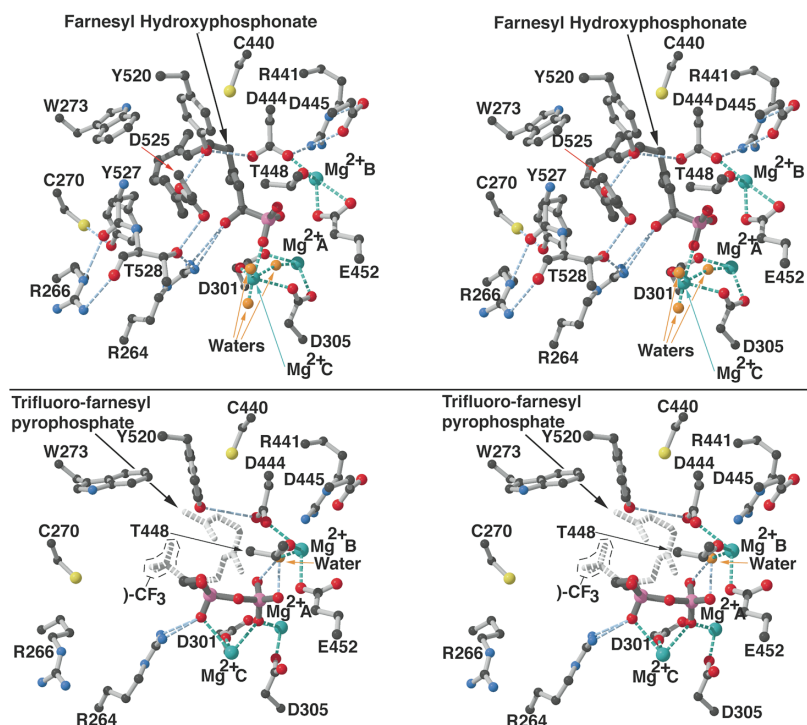 Farnesyl Hydroxyphosphonate
C440
Y520
R441
D444
D445
W273
D525
Mg2+B
T448
C270
Y527
Mg2+A
T528
D301
E452
R266
Waters
D305
R264
Mg2+C
Farnesyl Hydroxyphosphonate
C440
Y520
R441
D444
D445
W273
D525
Mg2+B
T448
C270
Y527
Mg2+A
T528
D301
E452
R266
Waters
D305
R264
Mg2+C
Trifluoro-farnesyl
pyrophosphate
C440
Y520
R441
W273
D444
D445
C270
T448
Mg2+B
Water
)-CF3
Mg2+A
D301
E452
R266
Mg2+C
R264
D305
Trifluoro-farnesyl
pyrophosphate
C440
Y520
R441
W273
D444
D445
C270
T448
Mg2+B
Water
)-CF3
Mg2+A
D301
E452
R266
Mg2+C
R264
D305